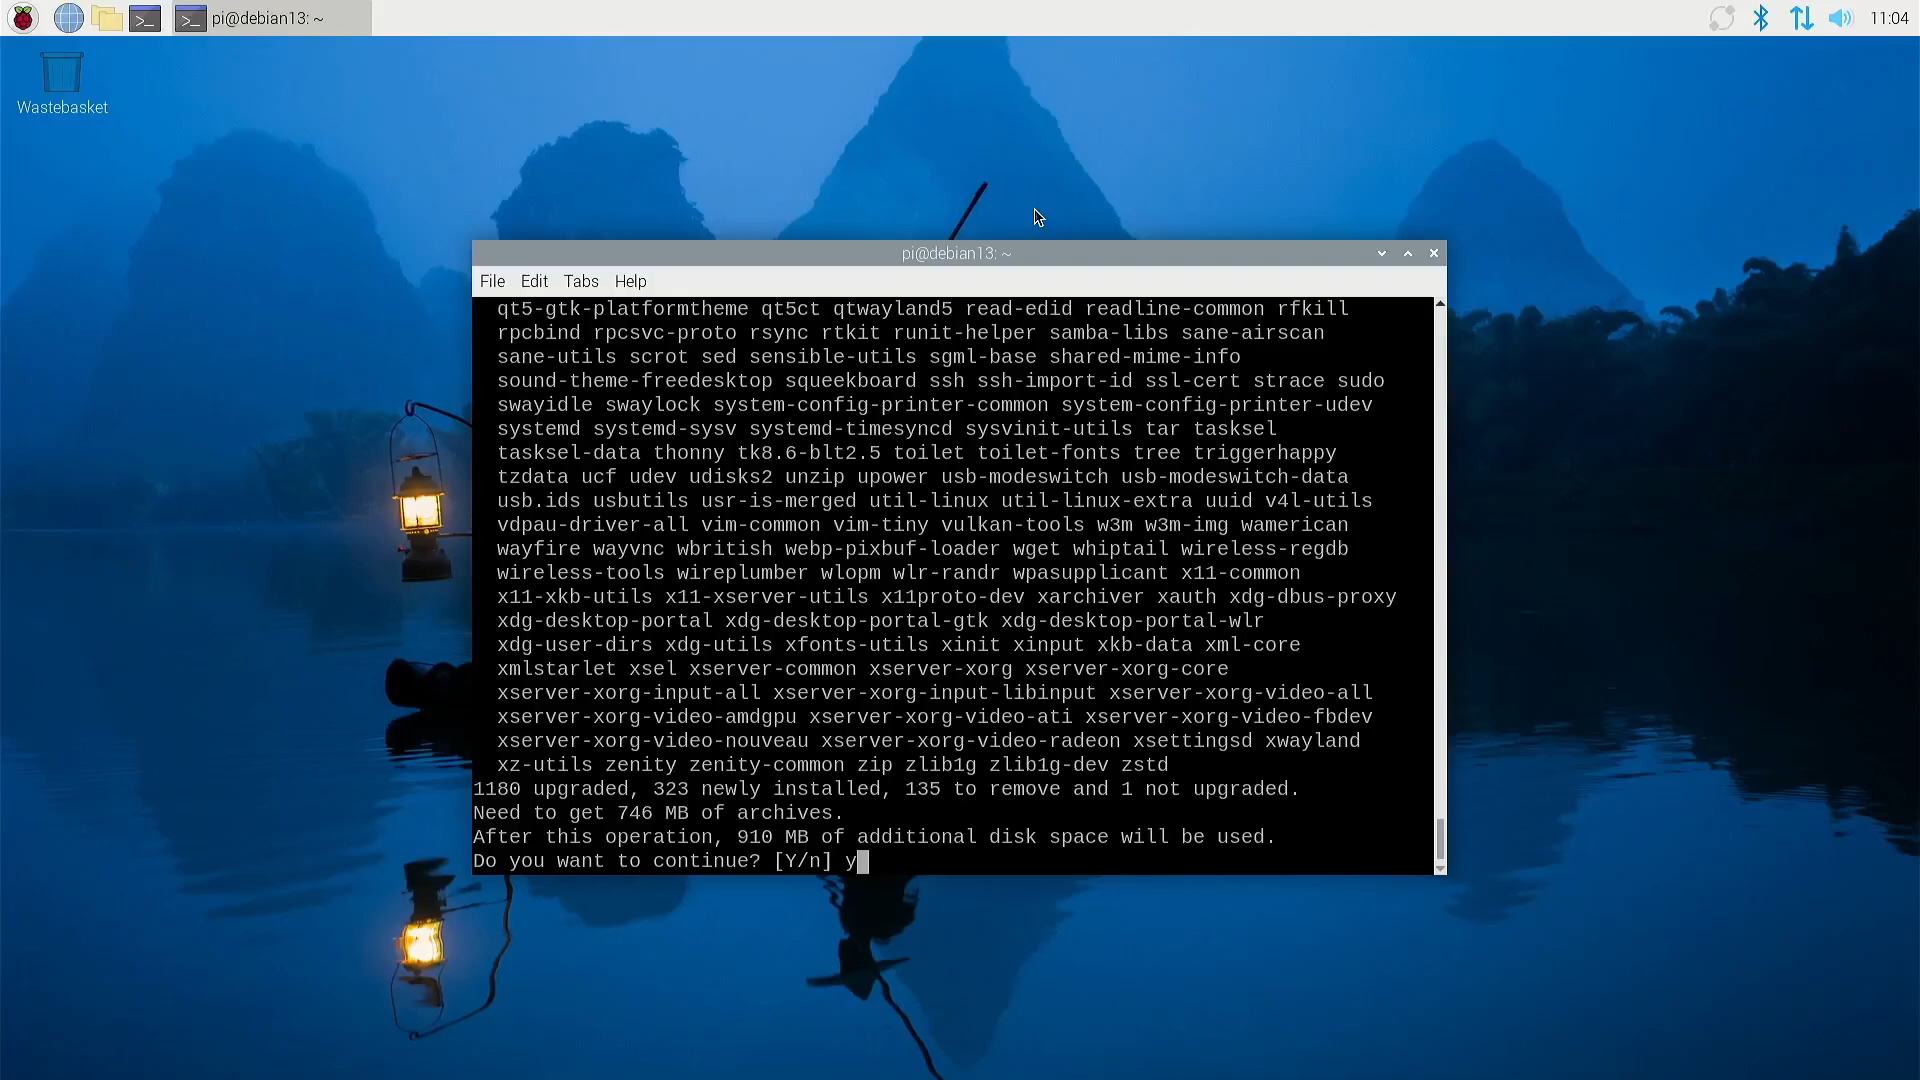 pi@debian13: ~
11:04
Wastebasket
pi@debian13: ~
File Edit Tabs Help
qt5-gtk-platformtheme qt5ct qtwayland5 read-edid readline-common rfkill
rpcbind rpcsvc-proto rsync rtkit runit-helper samba-libs sane-airscan
sane-utils scrot sed sensible-utils sgml-base shared-mime-info
sound-theme-freedesktop squeekboard ssh ssh-import-id ssl-cert strace sudo
swayidle swaylock system-config-printer-common system-config-printer-udev
systemd systemd-sysv systemd-timesyncd sysvinit-utils tar tasksel
tasksel-data thonny tk8.6-blt2.5 toilet toilet-fonts tree triggerhappy
tzdata ucf udev udisks2 unzip upower usb-modeswitch usb-modeswitch-data
usb.ids usbutils usr-is-merged util-linux util-linux-extra uuid v4l-utils
vdpau-driver-all vim-common vim-tiny vulkan-tools w3m w3m-img wamerican
wayfire wayvnc wbritish webp-pixbuf-loader wget whiptail wireless-regdb
wireless-tools wireplumber wlopm wlr-randr wpasupplicant x11-common
x11-xkb-utils x11-xserver-utils x11proto-dev xarchiver xauth xdg-dbus-proxy
xdg-desktop-portal xdg-desktop-portal-gtk xdg-desktop-portal-wlr
xdg-user-dirs xdg-utils xfonts-utils xinit xinput xkb-data xml-core
xmlstarlet xsel xserver-common xserver-xorg xserver-xorg-core
xserver-xorg-input-all xserver-xorg-input-libinput xserver-xorg-video-all
xserver-xorg-video-amdgpu xserver-xorg-video-ati xserver-xorg-video-fbdev
xserver-xorg-video-nouveau xserver-xorg-video-radeon xsettingsd xwayland
xz-utils zenity zenity-common zip zlib1g zlib1g-dev zstd
1180 upgraded, 323 newly installed, 135 to remove and 1 not upgraded.
Need to get 746 MB of archives.
After this operation, 910 MB of additional disk space will be used.
Do you want to continue? [Y/n] y